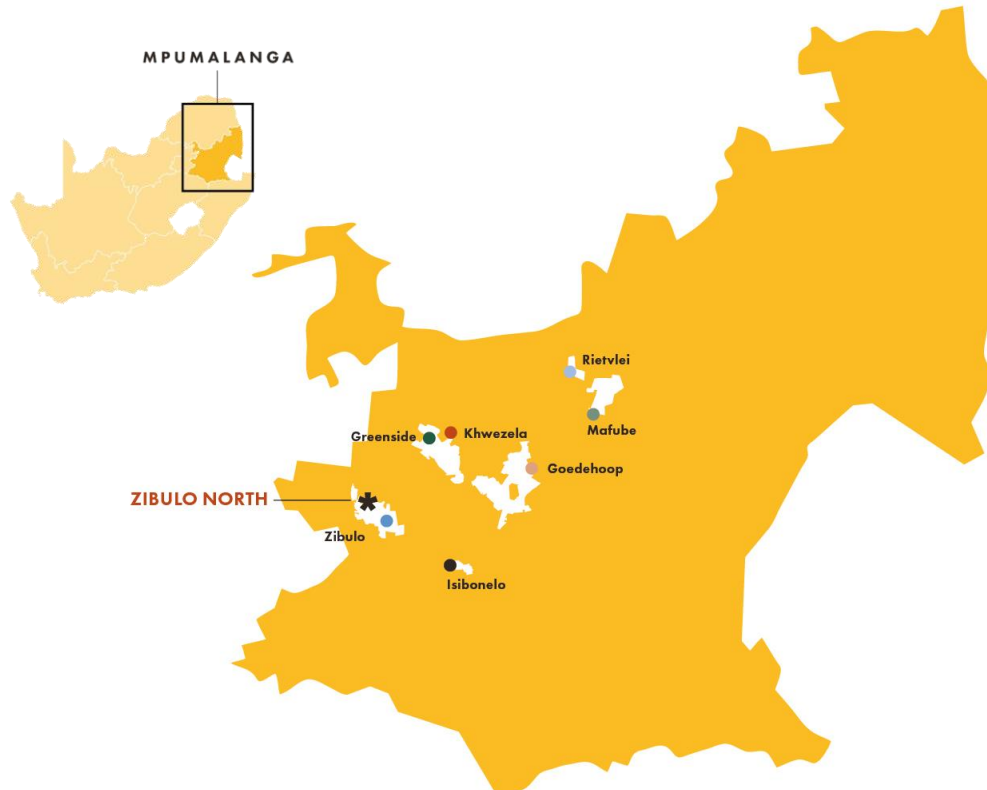 MPUMALANGA
Rietvlei
Mafube
Greenside
Khwezela
Goedehoop
ZIBULO NORTH
Zibulo
Isibonelo